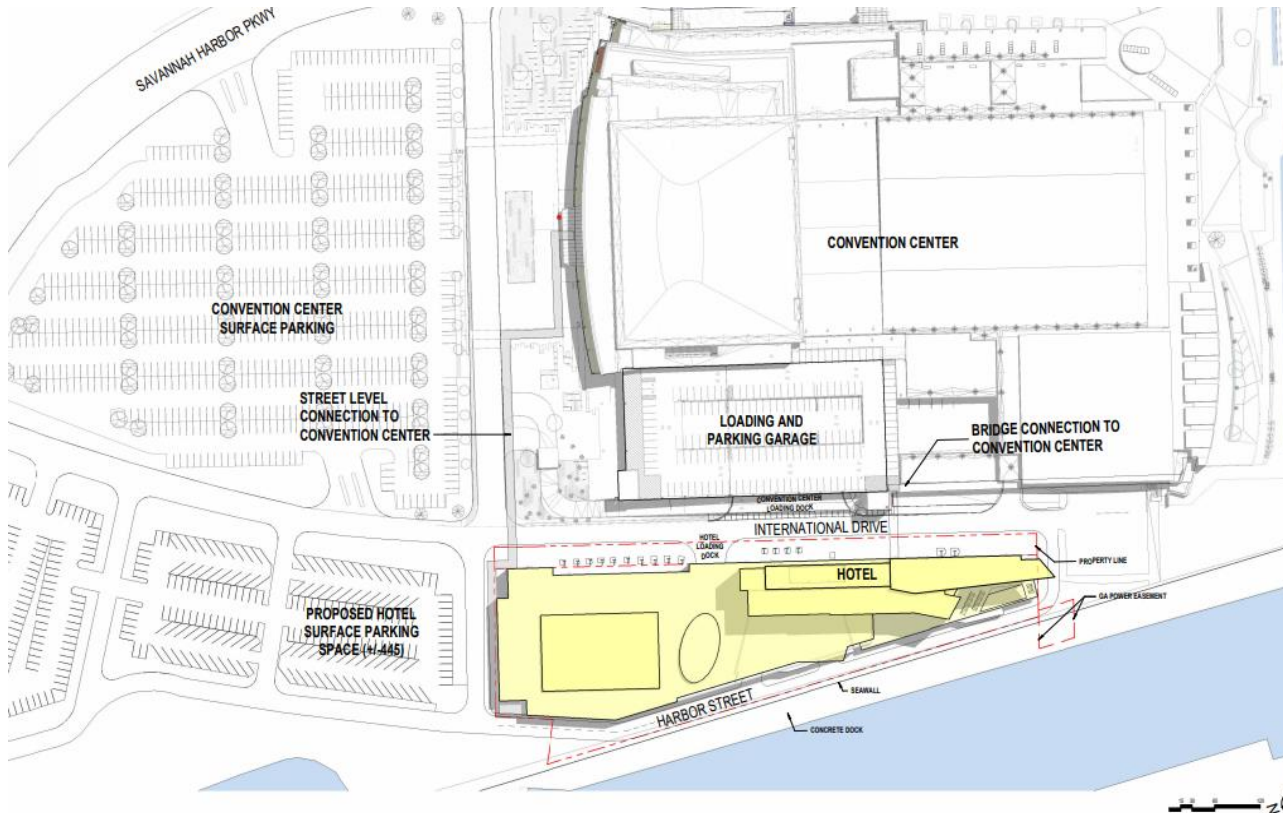 SAVANNAH HARBOR PKWY
CONVENTION CENTER
CONVENTION CENTER
SURFACE PARKING
STREET LEVEL
CONNECTION TO
CONVENTION CENTER
LOADING AND
PARKING GARAGE
BRIDGE CONNECTION TO
CONVENTION CENTER
CONVENTION CENTER
LOADING DOCK
INTERNATIONAL DRIVE
HOTEL
LOADING
DOCK
PROPERTY LINE
HOTEL
GA POWER EASEMENT
PROPOSED HOTEL
SURFACE PARKING
SPACE (+/-445)
SEAWALL
HARBOR STREET
CONCRETE DOCK